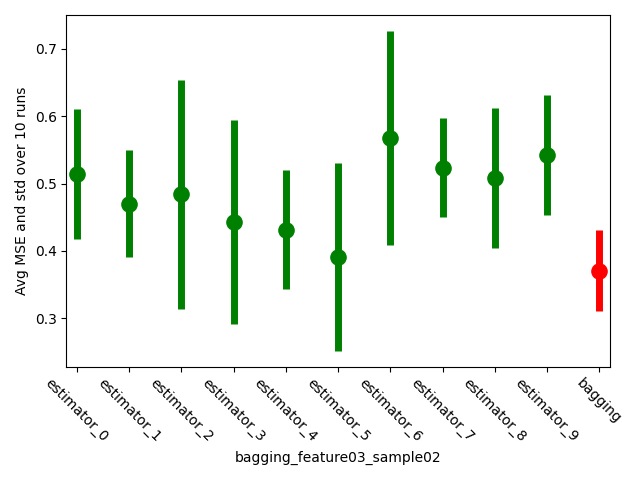 Avg MSE and std over 10 runs
0.7
0.6
0.5
0.4
0.3
estimator_0
estimator_1
estimator_2
estimator_3
estimator_4
estimator_5
estimator_6
estimator_7
estimator_8
estimator_9
bagging
bagging_feature03_sample02